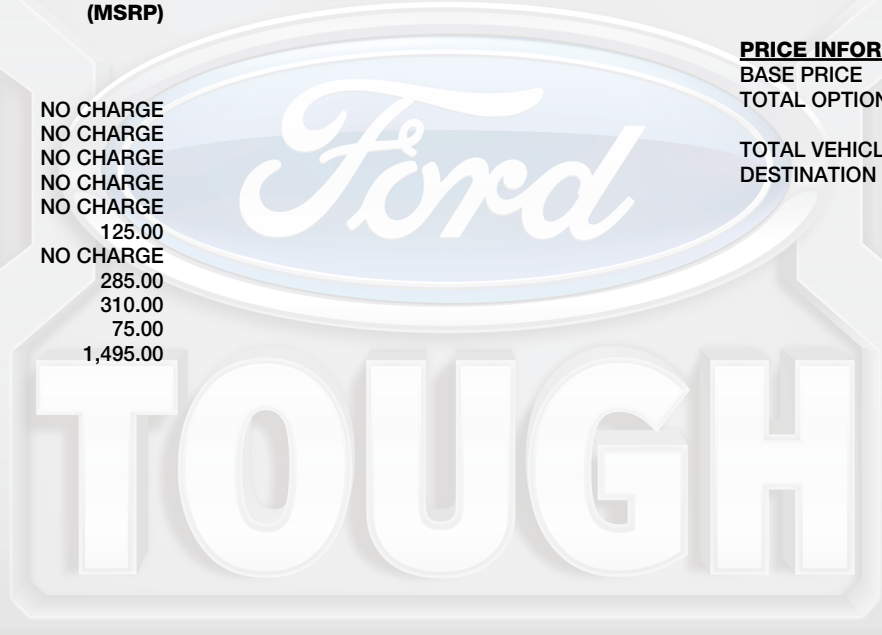 (MSRP)
NO CHARGE
NO CHARGE
NO CHARGE
NO CHARGE
NO CHARGE
125.00
NO CHARGE
285.00
310.00
75.00
1,495.00
PRICE INFOR
BASE PRICE
TOTAL OPTION
TOTAL VEHICL
DESTINATION
Ford
TOUGH